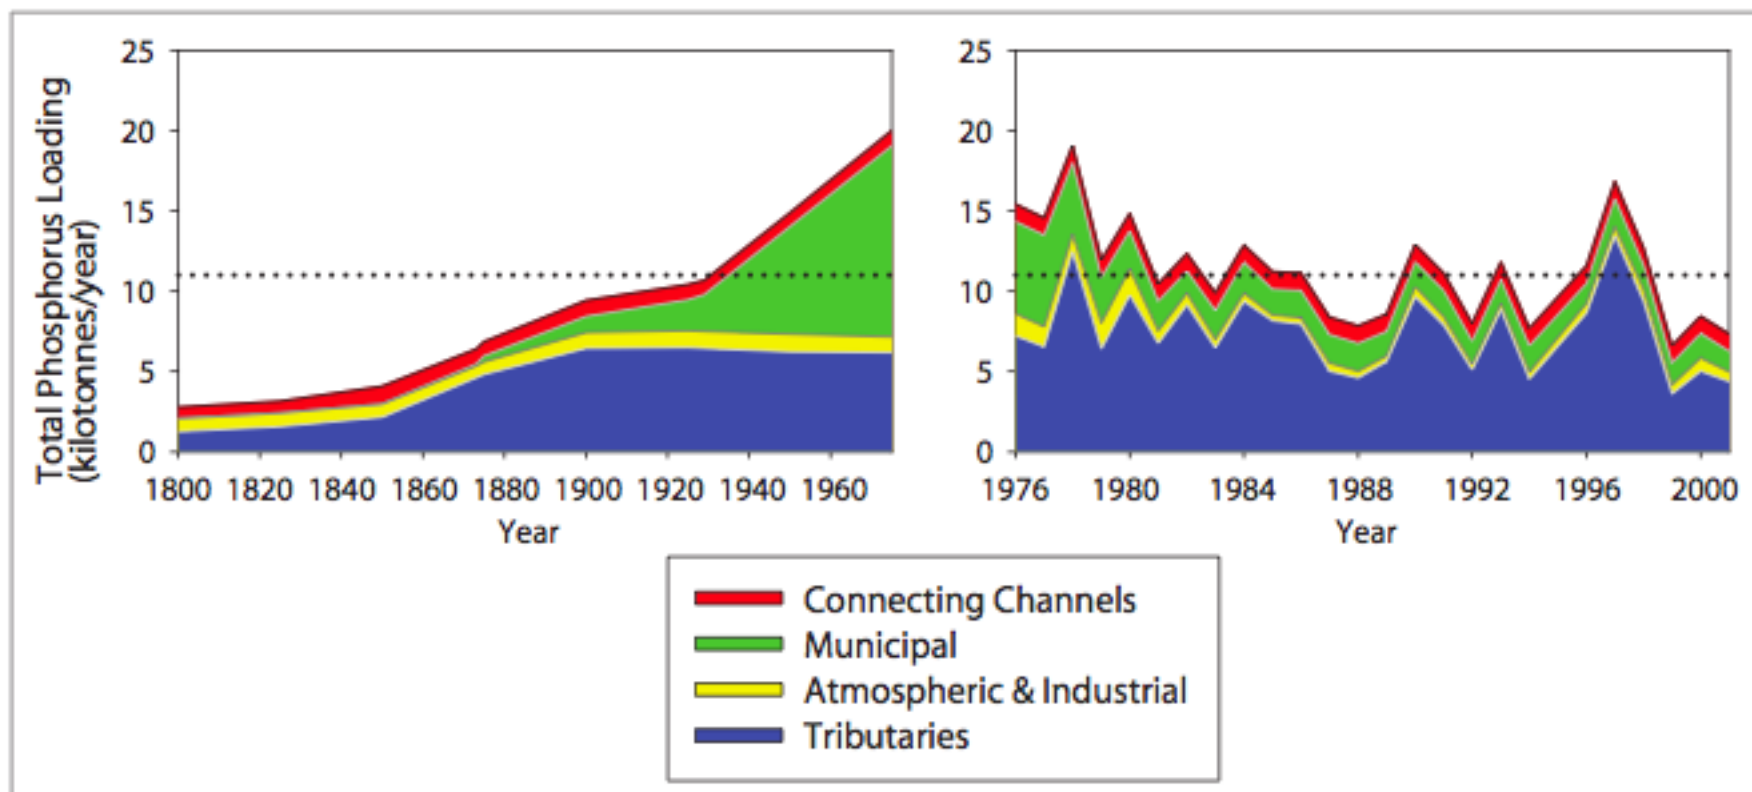 Total Phosphorus Loading
(kilotonnes/year)
25
20
15
10
5
0
1800 1820 1840 1860 1880 1900 1920 1940 1960
Year
25
20
15
10
5
0
1976 1980 1984 1988 1992 1996 2000
Year
Connecting Channels
Municipal
Atmospheric & Industrial
Tributaries